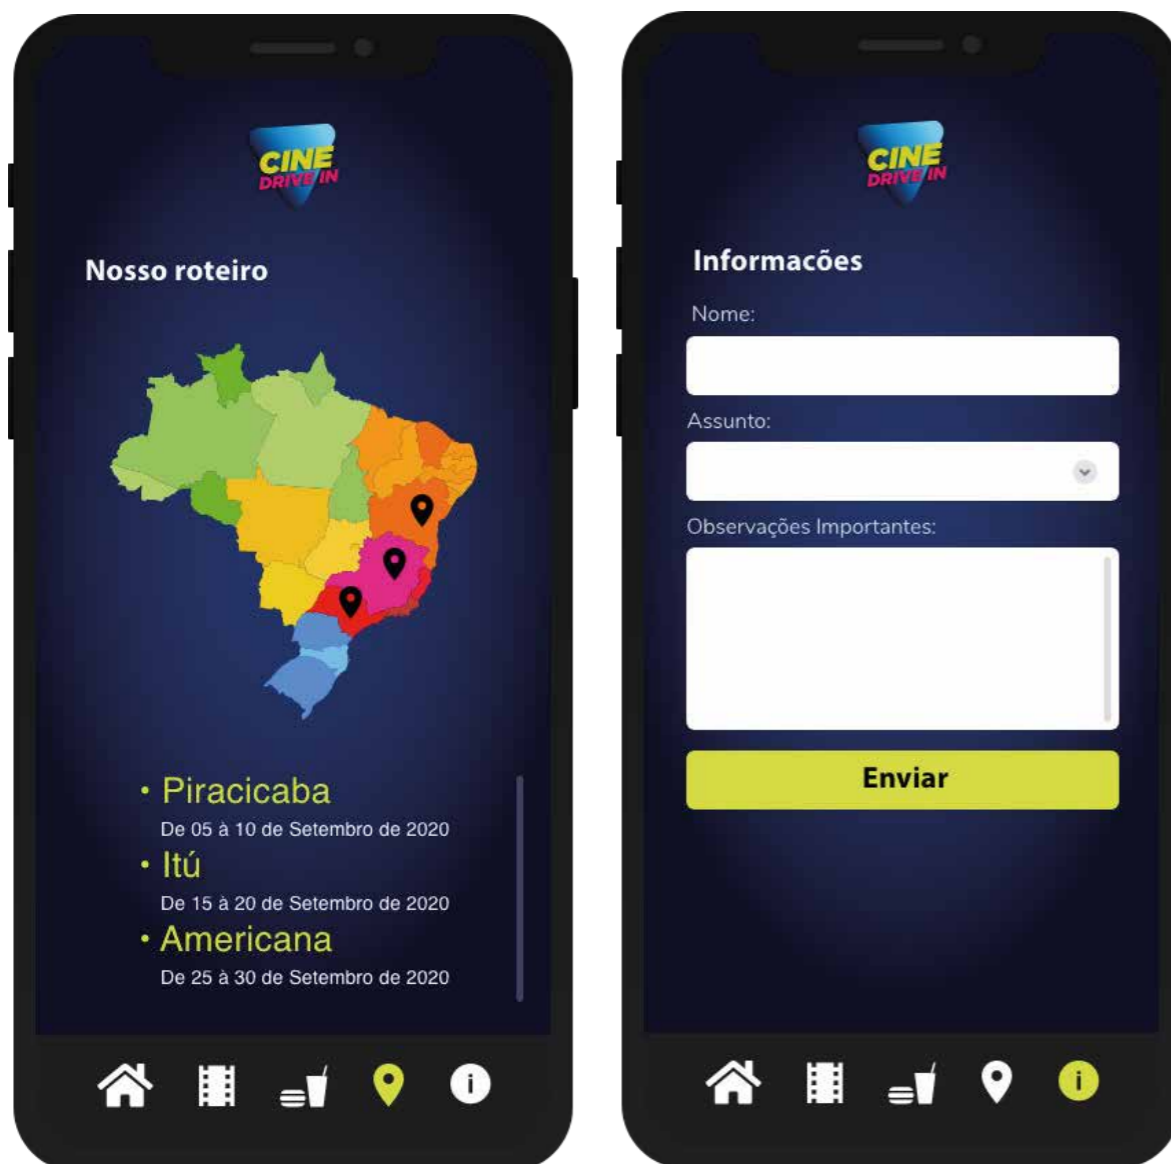 CINE
DRIVE IN
Nosso roteiro
• Piracicaba
De 05 à 10 de Setembro de 2020
• Itú
De 15 à 20 de Setembro de 2020
• Americana
De 25 à 30 de Setembro de 2020
i
CINE
DRIVE IN
Informacões
Nome:
Assunto:
Observações Importantes:
Enviar
i